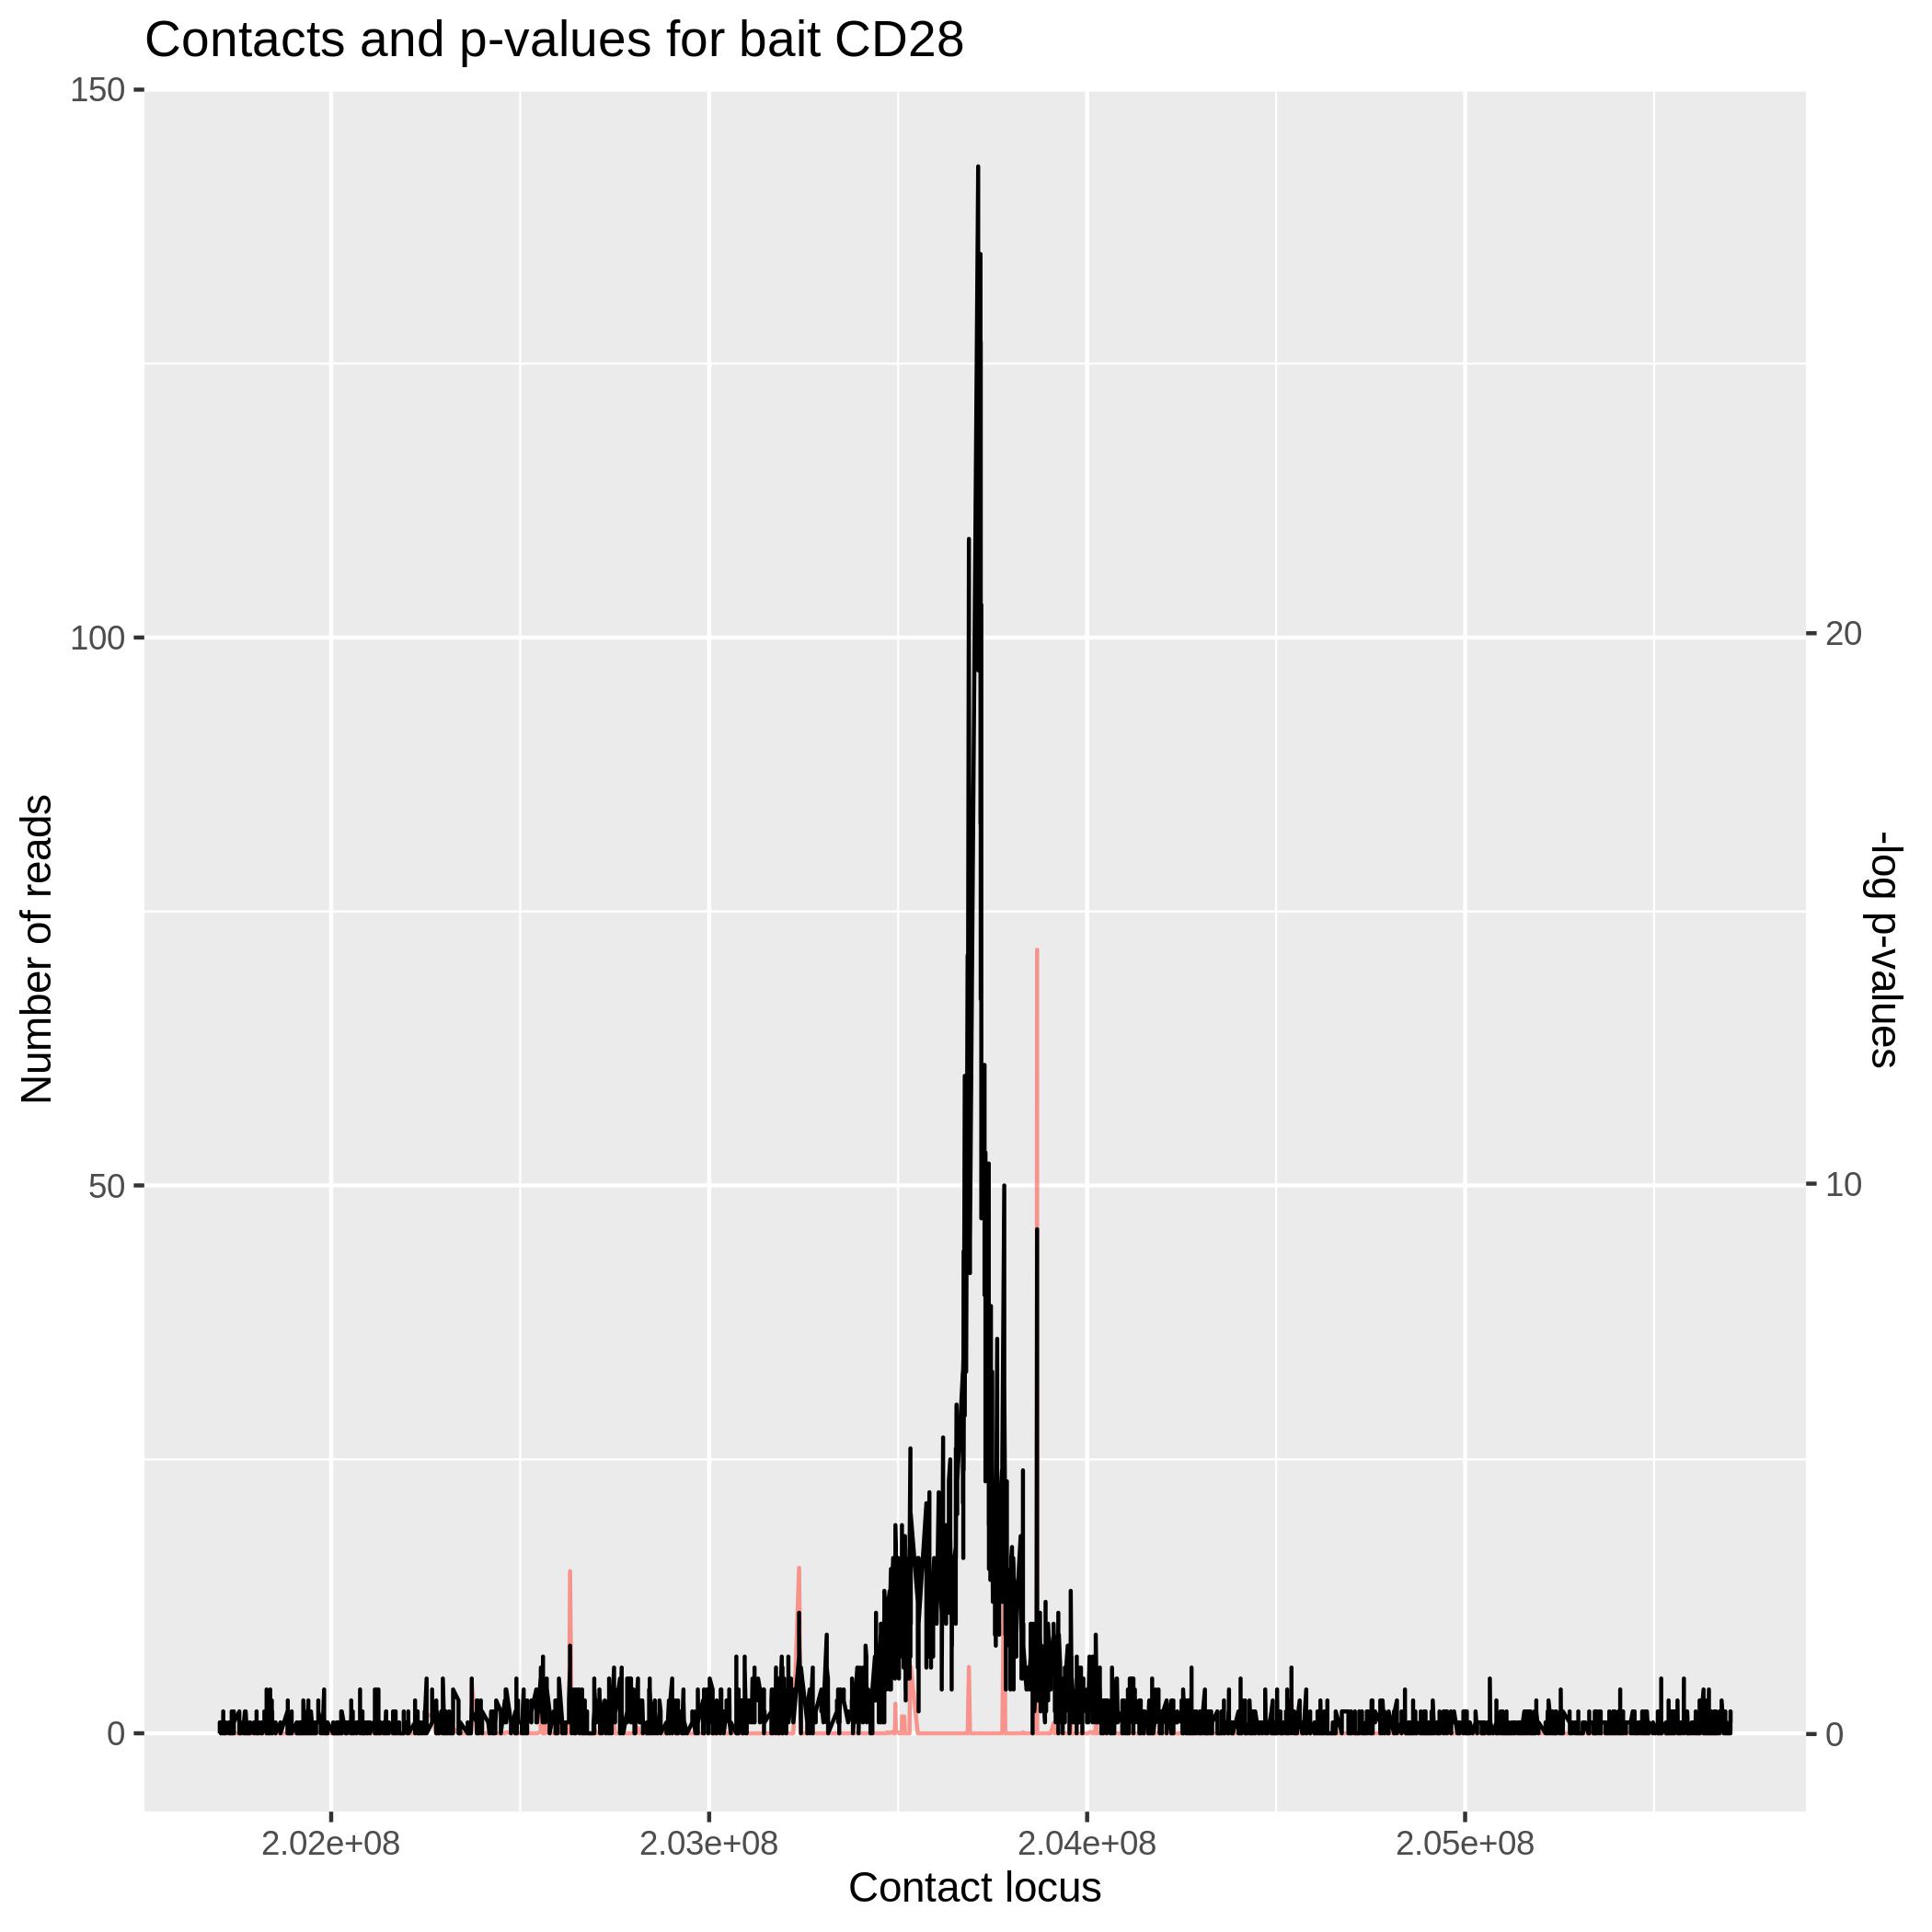 Contacts and p-values for bait CD28
150
100
50
0
Number of reads
20
10
0
-log p-values
2.02e+08
2.03e+08
2.04e+08
2.05e+08
Contact locus